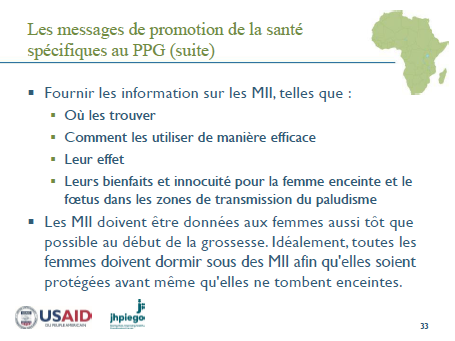 Les messages de promotion de la santé
spécifiques au PPG (suite)
▪ Fournir les information sur les MII, telles que :
▪ Où les trouver
▪ Comment les utiliser de manière efficace
▪ Leur effet
▪ Leurs bienfaits et innocuité pour la femme enceinte et le
fœtus dans les zones de transmission du paludisme
▪ Les MII doivent être données aux femmes aussi tôt que
possible au début de la grossesse. Idéalement, toutes les
femmes doivent dormir sous des MII afin qu'elles soient
protégées avant même qu'elles ne tombent enceintes.
USAID
jhpiego
33